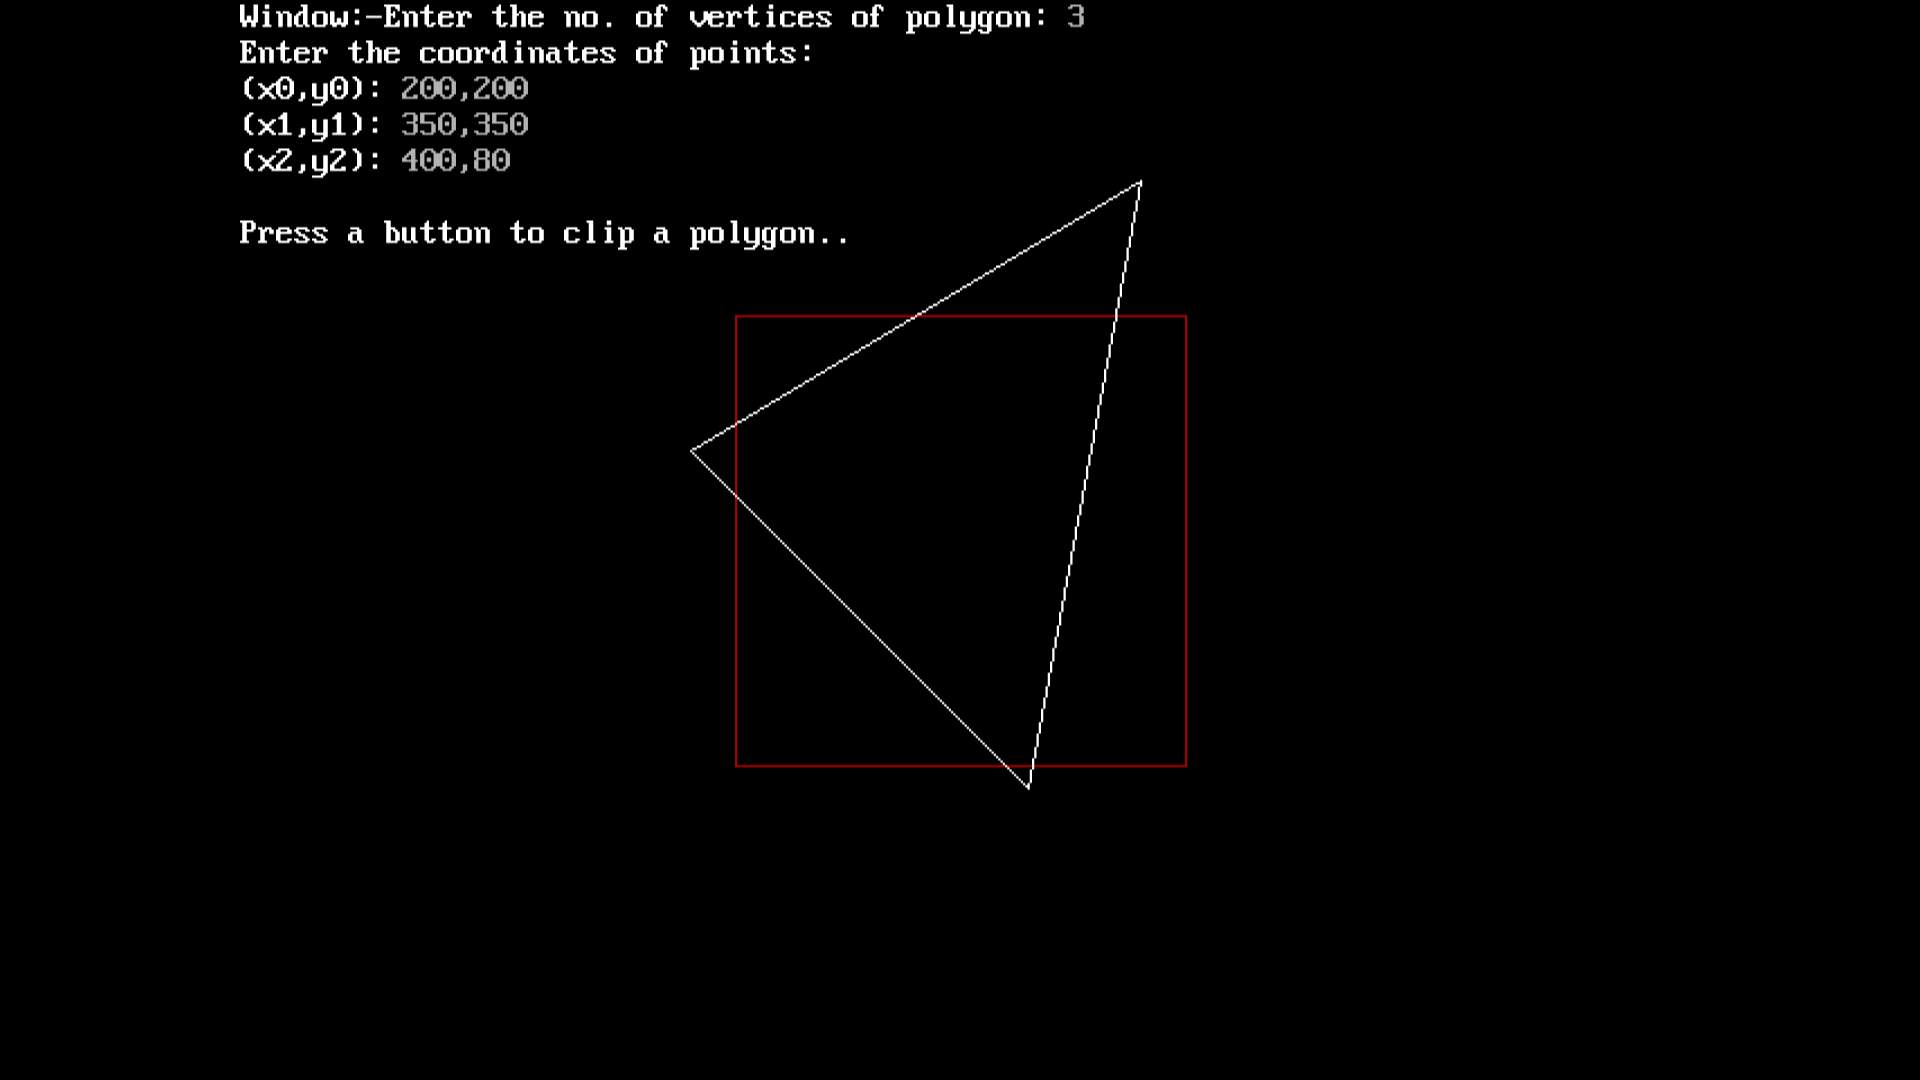 Window:-Enter the no. of vertices of polygon: 3
Enter the coordinates of points:
(x0,y0): 200,200
(x1,y1): 350,350
(x2,y2): 400,80
Press a button to clip a polygon..